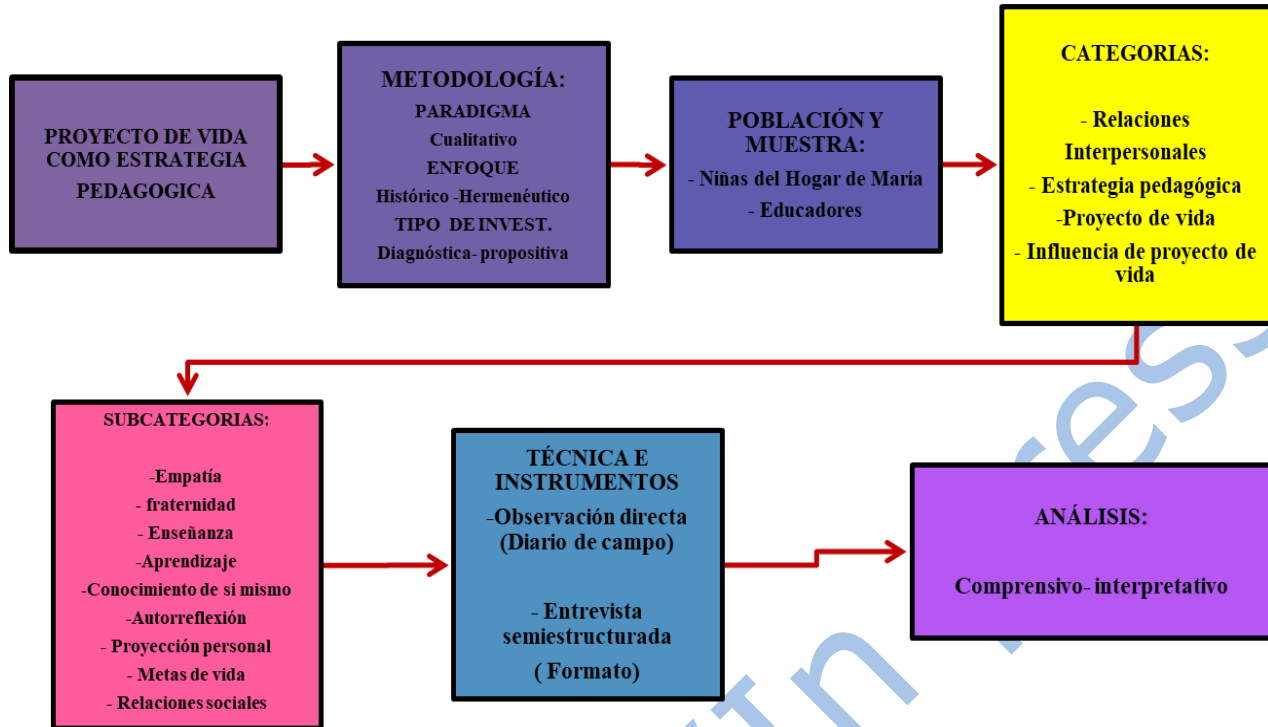 PROYECTO DE VIDA
COMO ESTRATEGIA
PEDAGOGICA
METODOLOGÍA:
PARADIGMA
Cualitativo
ENFOQUE
Histórico -Hermenéutico
TIPO DE INVEST.
Diagnóstica- propositiva
POBLACIÓN Y
MUESTRA:
- Niñas del Hogar de María
- Educadores
CATEGORIAS:
- Relaciones
Interpersonales
- Estrategia pedagógica
-Proyecto de vida
- Influencia de proyecto de
vida
SUBCATEGORIAS:
-Empatía
- fraternidad
- Enseñanza
-Aprendizaje
-Conocimiento de si mismo
-Autorreflexión
- Proyección personal
- Metas de vida
- Relaciones sociales
TÉCNICA E
INSTRUMENTOS
-Observación directa
(Diario de campo)
- Entrevista
semiestructurada
( Formato)
ANÁLISIS:
Comprensivo- interpretativo